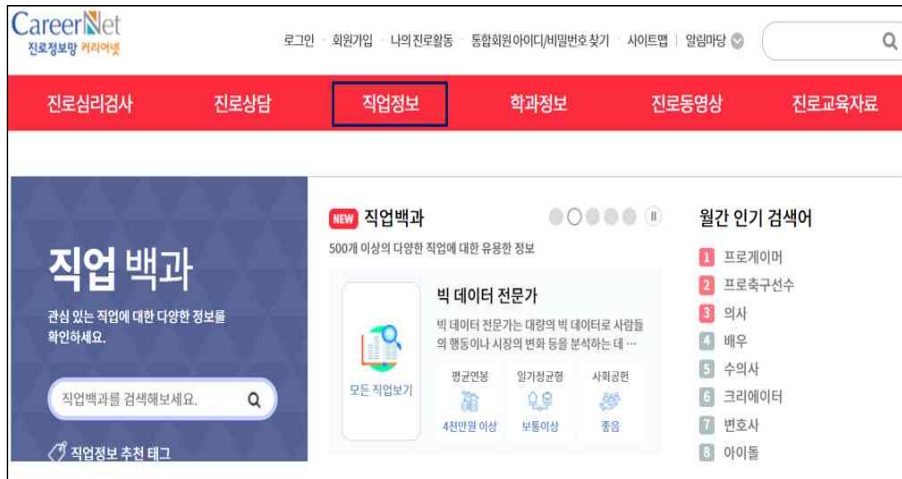 CareerNet
진로정보망 커리어넷
로그인 · 회원가입 · 나의 진로활동 · 통합회원 아이디/비밀번호 찾기 · 사이트맵 | 알림마당
진로심리검사 진로상담 직업정보 학과정보 진로동영상 진로교육자료
직업 백과
관심 있는 직업에 대한 다양한 정보를
확인하세요.
직업백과를 검색해보세요.
직업정보 추천 태그
NEW 직업백과
500개 이상의 다양한 직업에 대한 유용한 정보
모든 직업보기
빅 데이터 전문가
빅 데이터 전문가는 대량의 빅 데이터로 사람들
의 행동이나 시장의 변화 등을 분석하는 데 ···
평균연봉 일가정균형 사회공헌
4천만원 이상 보통이상 좋음
월간 인기 검색어
1 프로게이머
2 프로축구선수
3 의사
4 배우
5 수의사
6 크리에이터
7 변호사
8 아이돌